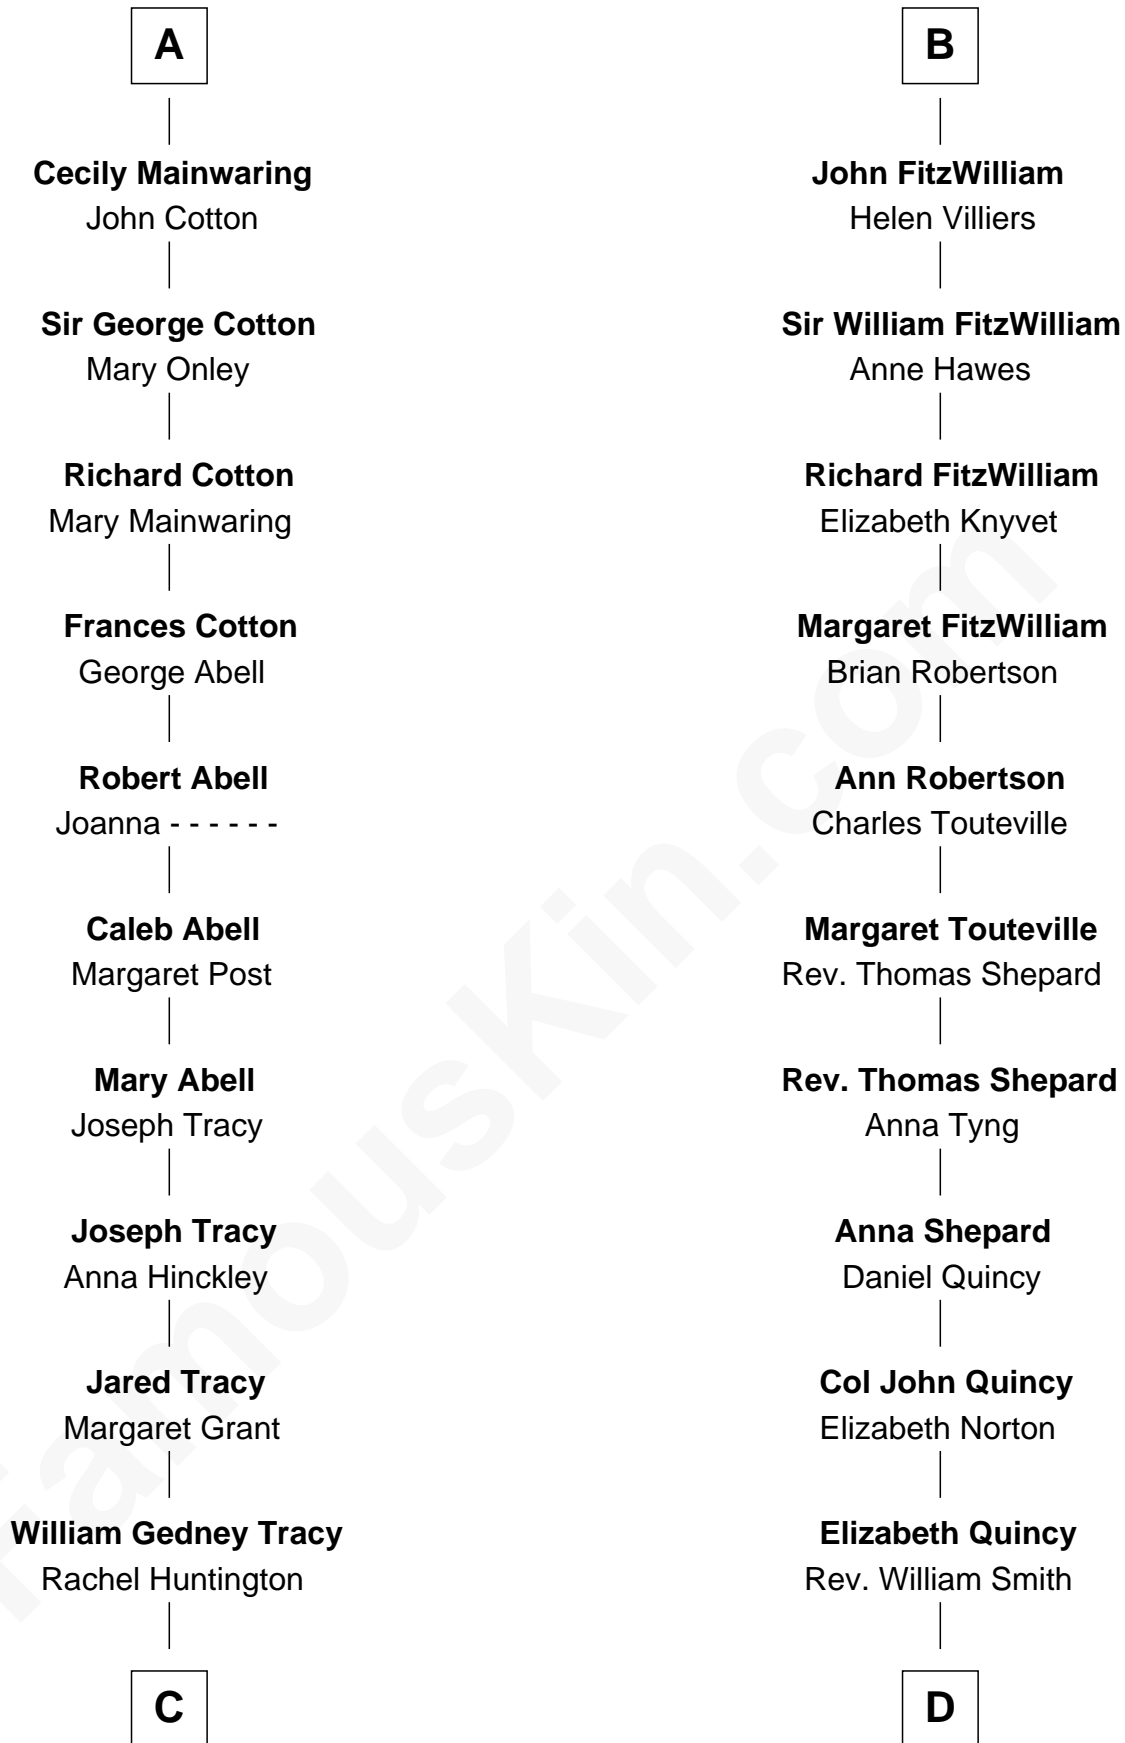 A
Cecily Mainwaring
John Cotton
Sir George Cotton
Mary Onley
Richard Cotton
Mary Mainwaring
Frances Cotton
George Abell
Robert Abell
Joanna - - - - - -
Caleb Abell
Margaret Post
Mary Abell
Joseph Tracy
Joseph Tracy
Anna Hinckley
Jared Tracy
Margaret Grant
William Gedney Tracy
Rachel Huntington
C
B
John FitzWilliam
Helen Villiers
Sir William FitzWilliam
Anne Hawes
Richard FitzWilliam
Elizabeth Knyvet
Margaret FitzWilliam
Brian Robertson
Ann Robertson
Charles Touteville
Margaret Touteville
Rev. Thomas Shepard
Rev. Thomas Shepard
Anna Tyng
Anna Shepard
Daniel Quincy
Col John Quincy
Elizabeth Norton
Elizabeth Quincy
Rev. William Smith
D
FamousKin.com